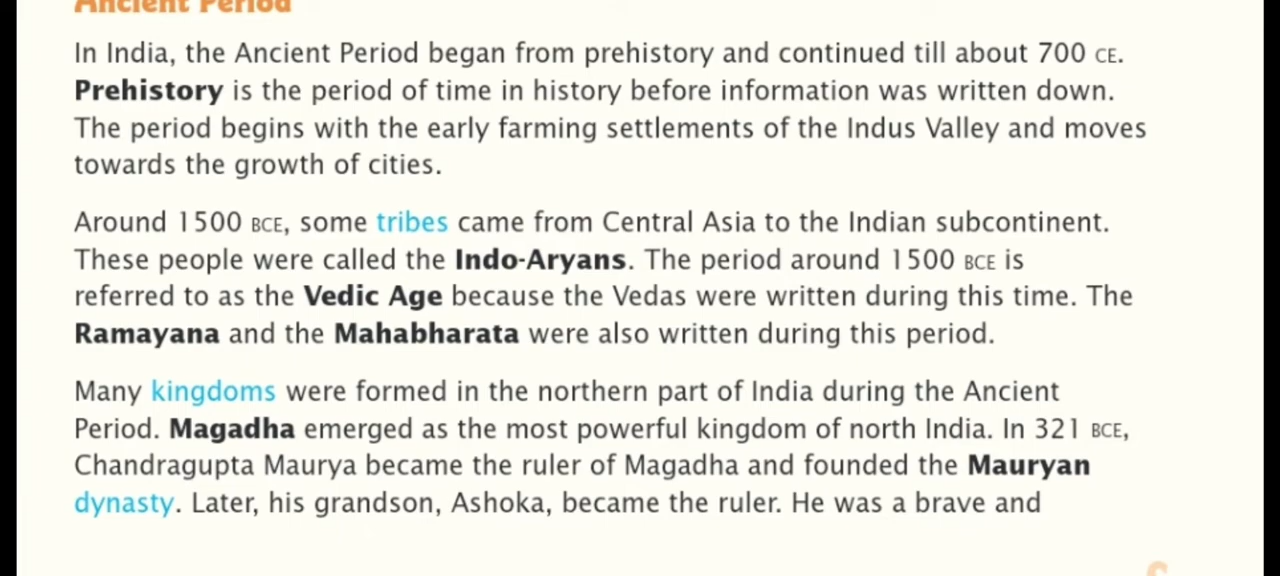 Ancient Period
In India, the Ancient Period began from prehistory and continued till about 700 CE.
Prehistory is the period of time in history before information was written down.
The period begins with the early farming settlements of the Indus Valley and moves
towards the growth of cities.
Around 1500 BCE, some tribes came from Central Asia to the Indian subcontinent.
These people were called the Indo-Aryans. The period around 1500 BCE is
referred to as the Vedic Age because the Vedas were written during this time. The
Ramayana and the Mahabharata were also written during this period.
Many kingdoms were formed in the northern part of India during the Ancient
Period. Magadha emerged as the most powerful kingdom of north India. In 321 BCE,
Chandragupta Maurya became the ruler of Magadha and founded the Mauryan
dynasty. Later, his grandson, Ashoka, became the ruler. He was a brave and